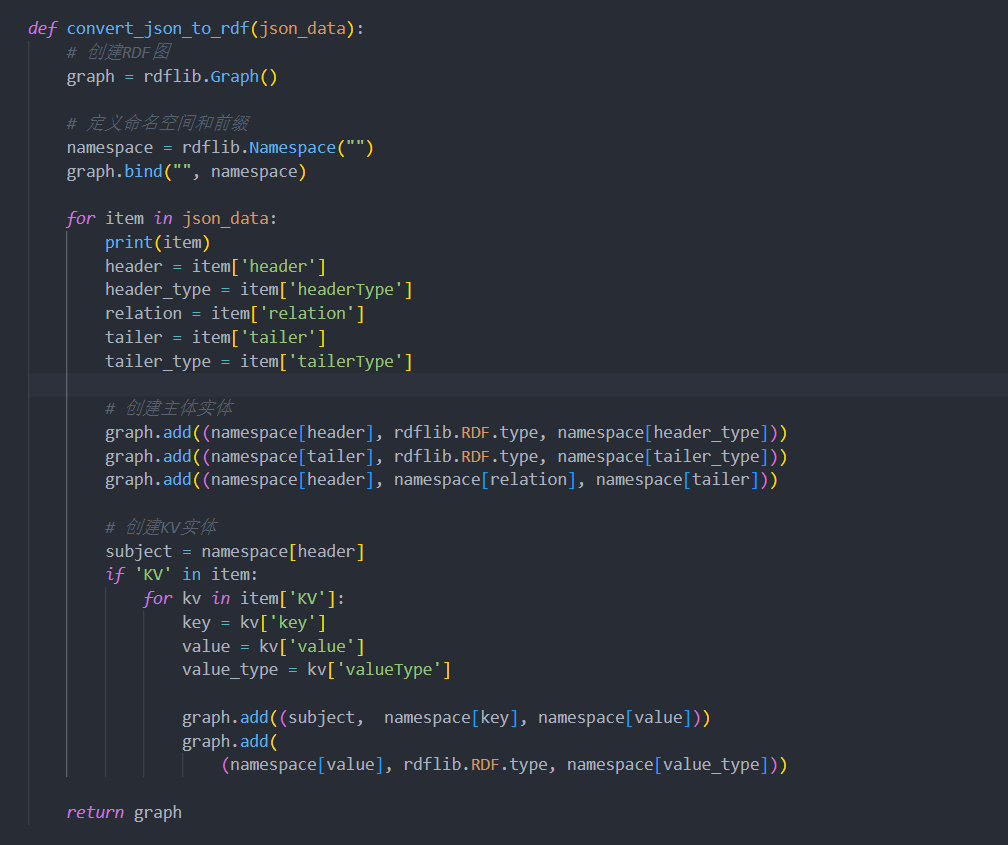 def convert_json_to_rdf(json_data):
    # 创建RDF图
    graph = rdflib.Graph()

    # 定义命名空间和前缀
    namespace = rdflib.Namespace("")
    graph.bind("", namespace)

    for item in json_data:
        print(item)
        header = item['header']
        header_type = item['headerType']
        relation = item['relation']
        tailer = item['tailer']
        tailer_type = item['tailerType']

        # 创建主体实体
        graph.add((namespace[header], rdflib.RDF.type, namespace[header_type]))
        graph.add((namespace[tailer], rdflib.RDF.type, namespace[tailer_type]))
        graph.add((namespace[header], namespace[relation], namespace[tailer]))

        # 创建KV实体
        subject = namespace[header]
        if 'KV' in item:
            for kv in item['KV']:
                key = kv['key']
                value = kv['value']
                value_type = kv['valueType']

                graph.add((subject,  namespace[key], namespace[value]))
                graph.add(
                    (namespace[value], rdflib.RDF.type, namespace[value_type]))

    return graph